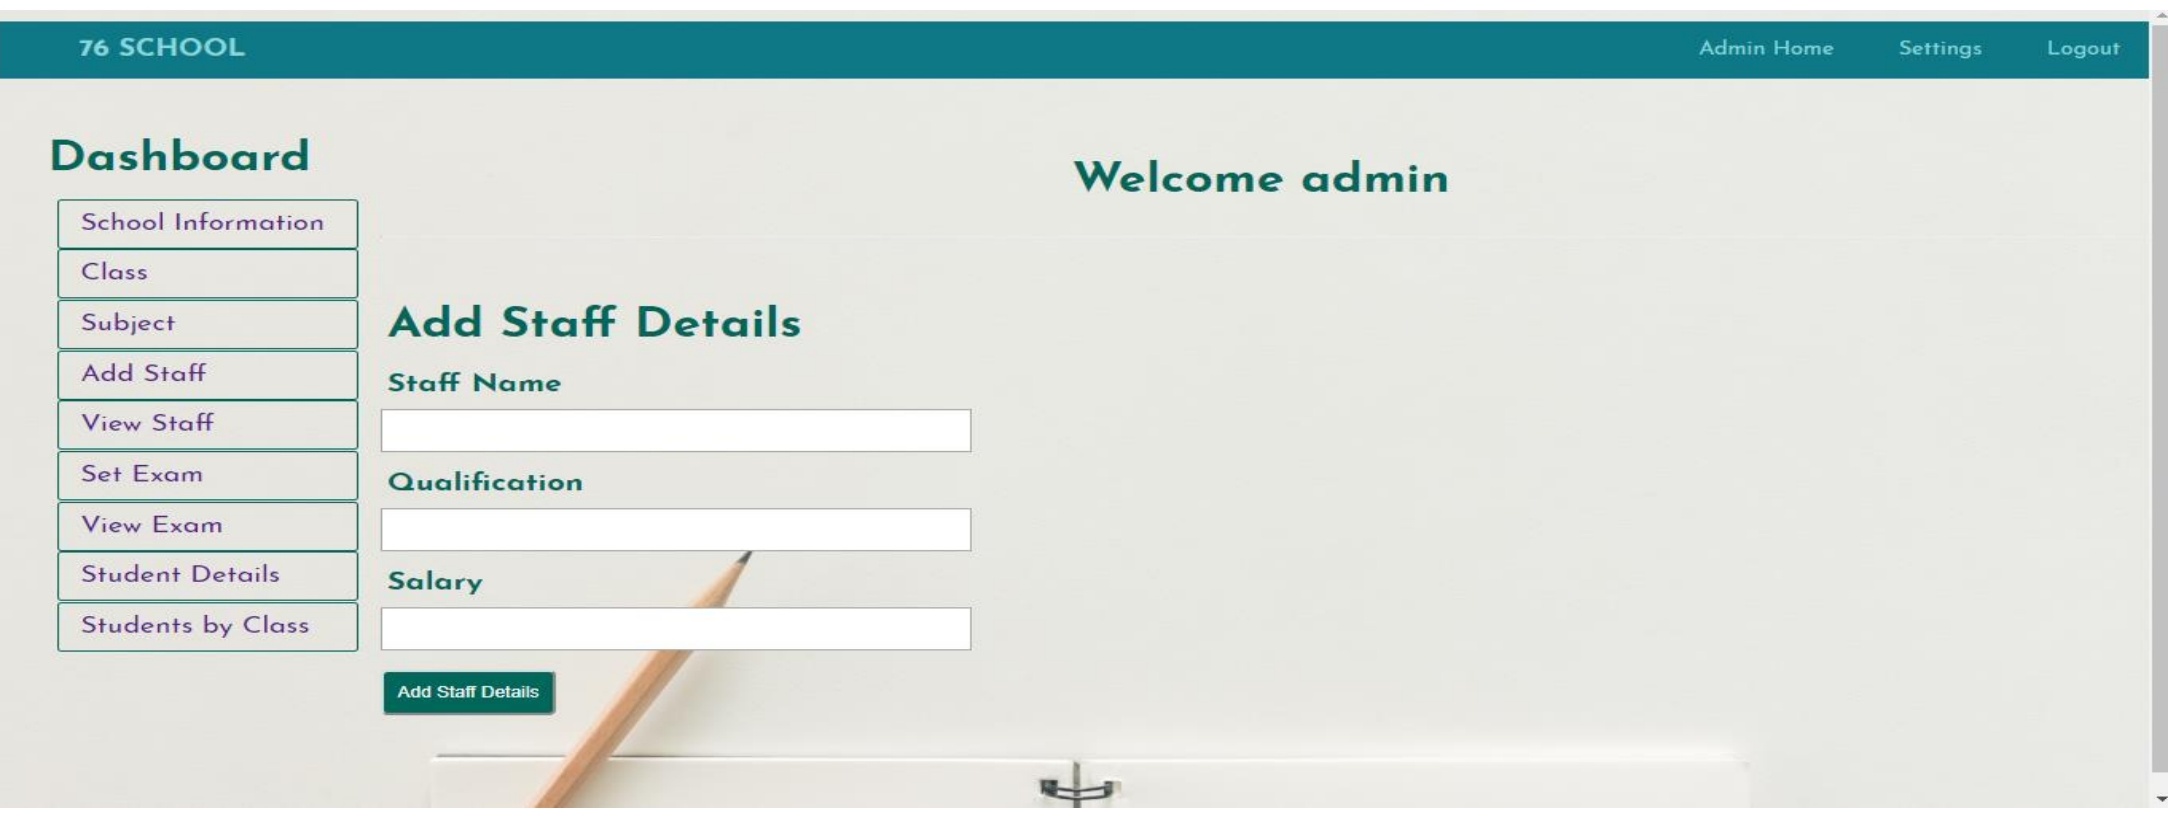 76 SCHOOL
Admin Home
Settings
Logout
Dashboard
Welcome admin
School Information
Class
Subject
Add Staff
View Staff
Set Exam
View Exam
Student Details
Students by Class
Add Staff Details
Staff Name
Qualification
Salary
Add Staff Details